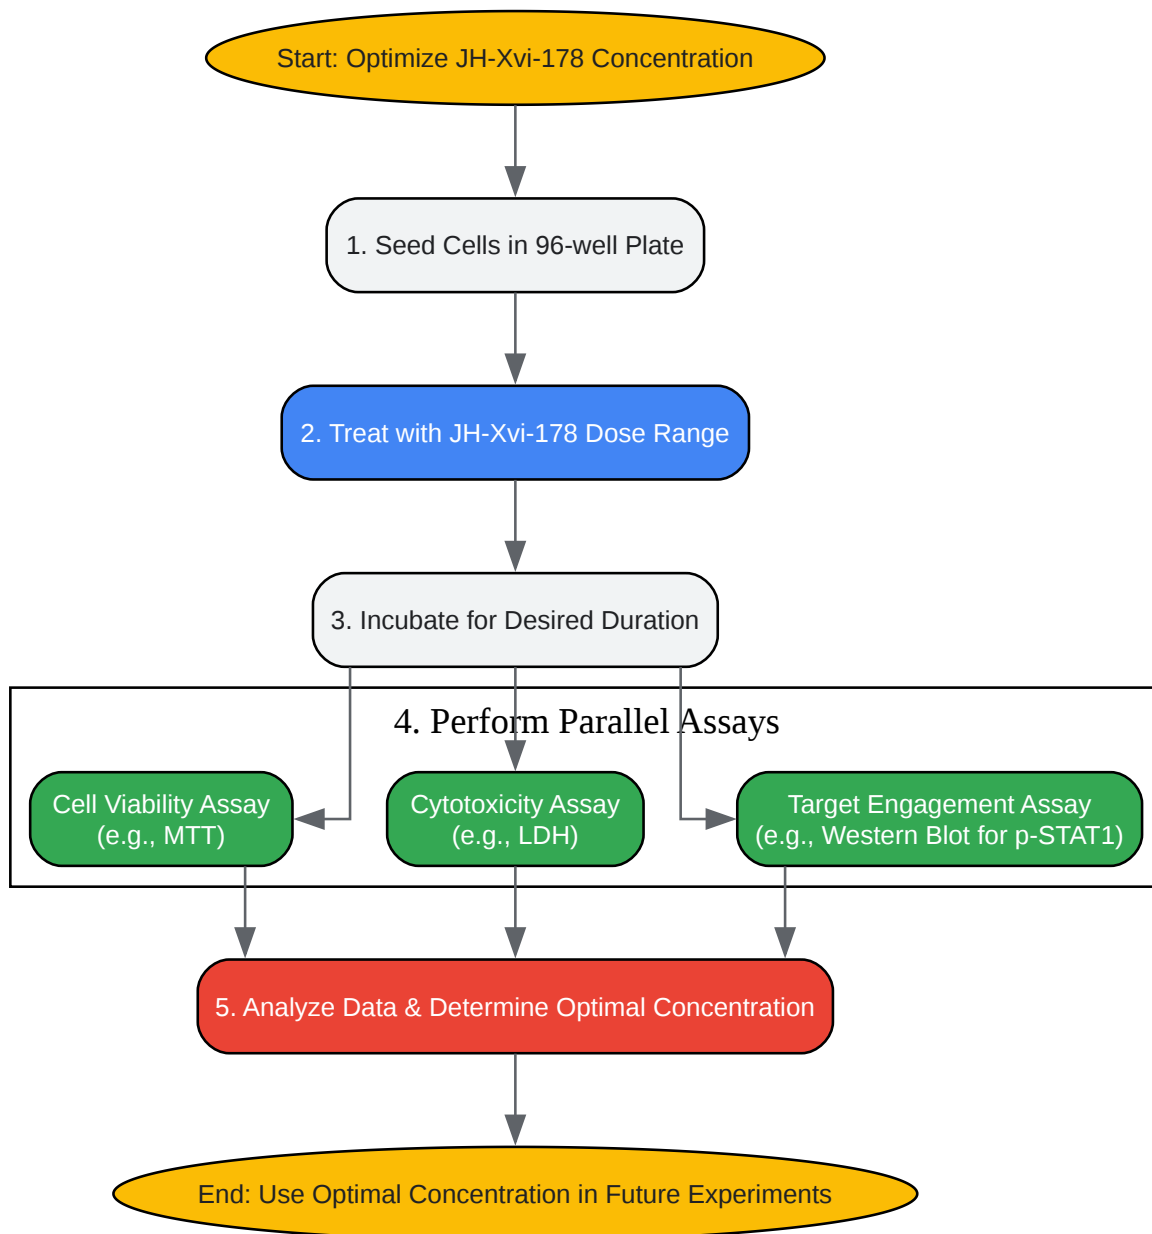 Start: Optimize JH-Xvi-178 Concentration
1. Seed Cells in 96-well Plate
2. Treat with JH-Xvi-178 Dose Range
3. Incubate for Desired Duration
4. Perform Parallel Assays
Cell Viability Assay
(e.g., MTT)
Cytotoxicity Assay
(e.g., LDH)
Target Engagement Assay
(e.g., Western Blot for p-STAT1)
5. Analyze Data & Determine Optimal Concentration
End: Use Optimal Concentration in Future Experiments